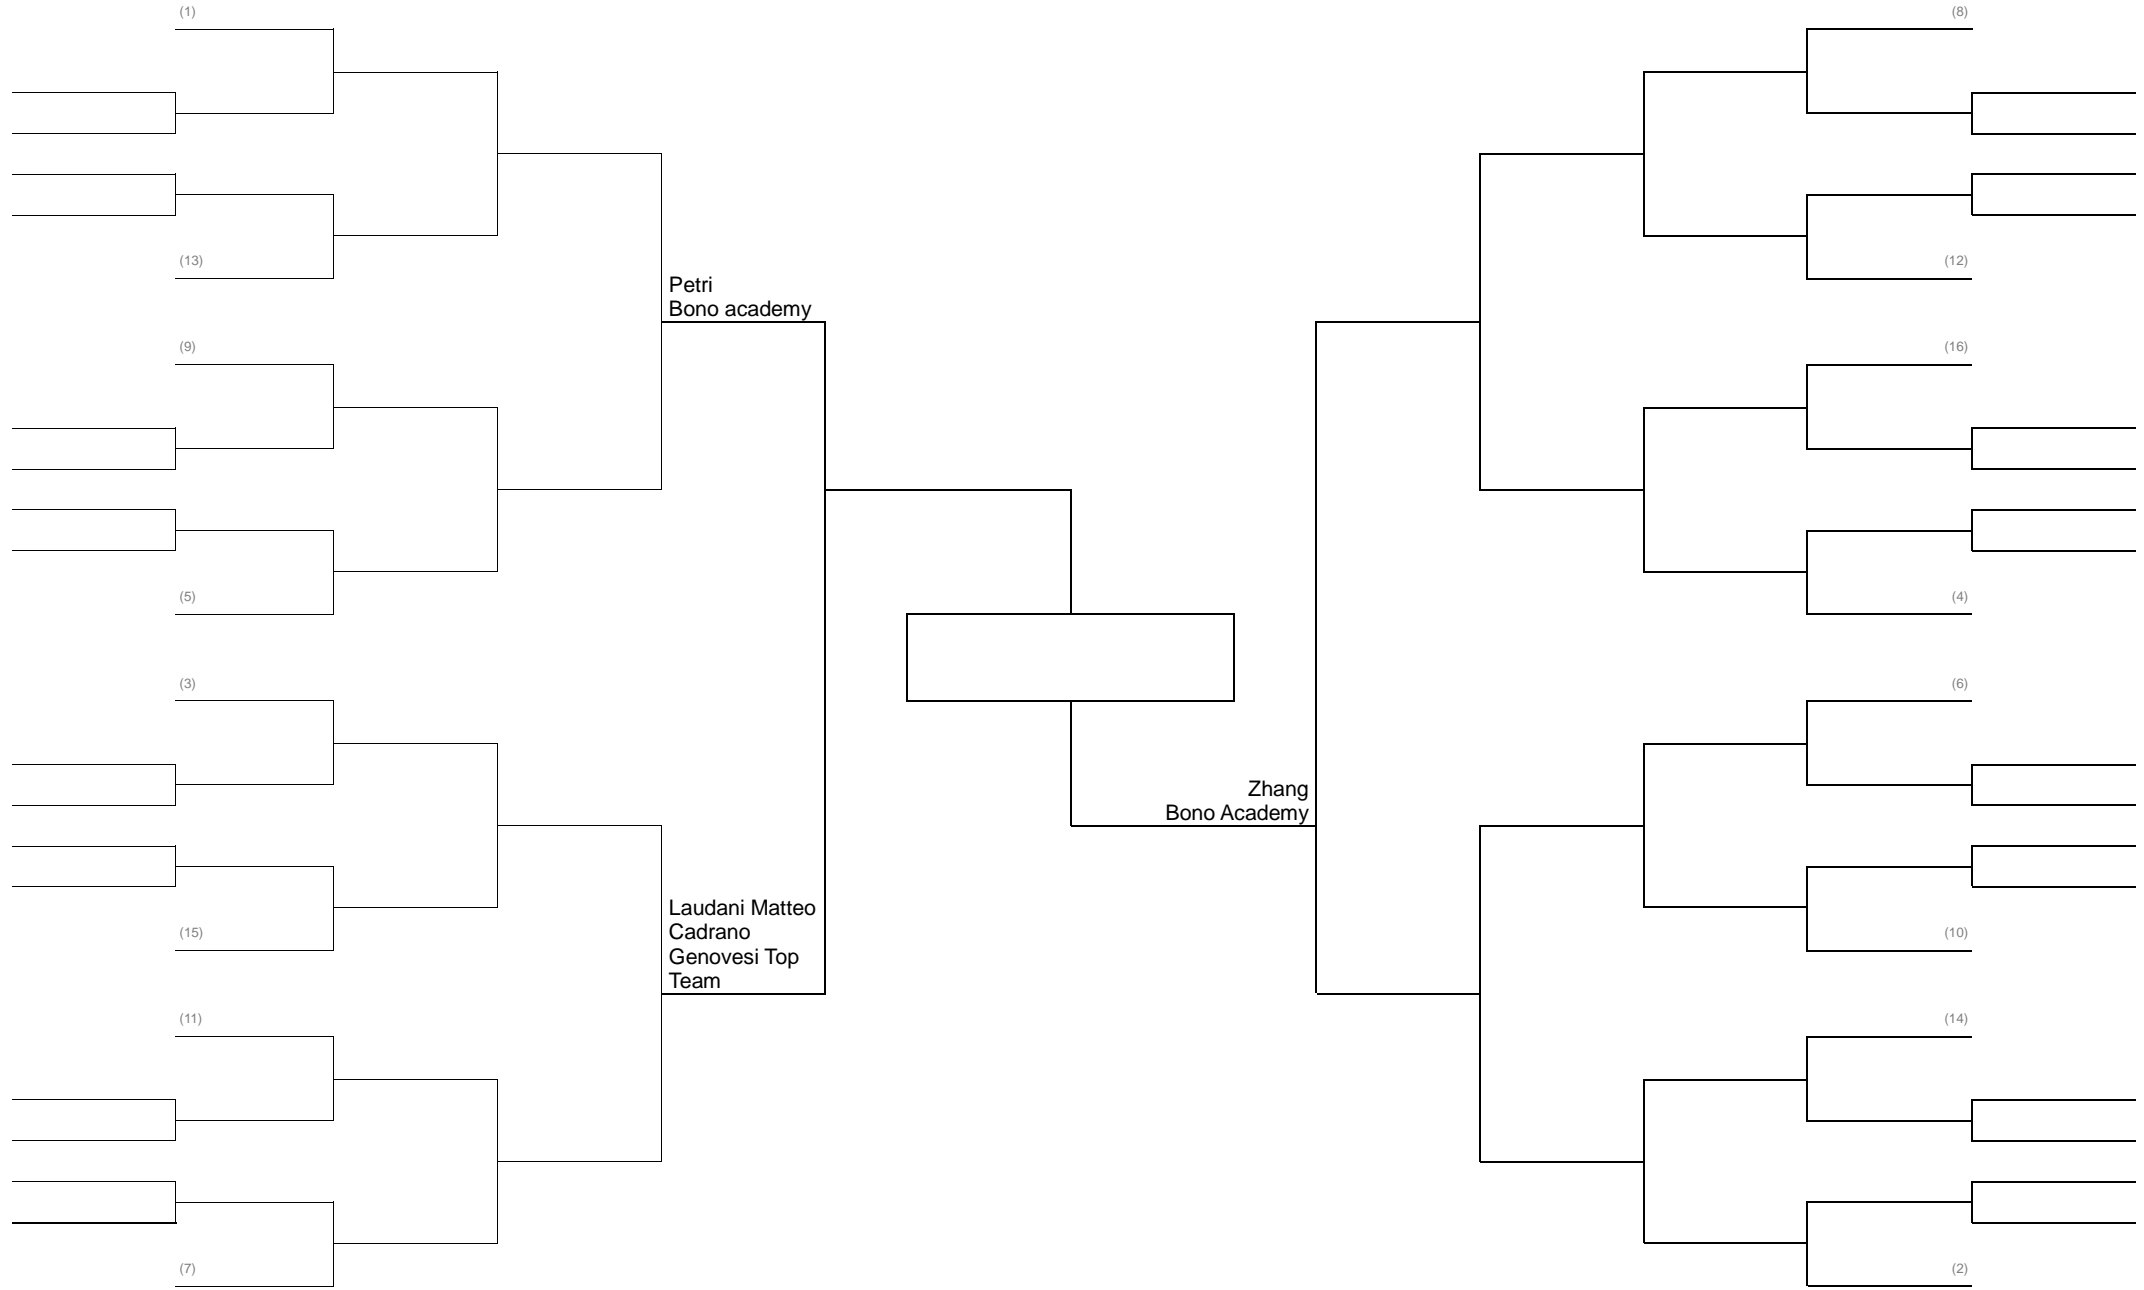 (1)
(8)
(13)
(12)
Petri
Bono academy
(9)
(16)
(5)
(4)
(3)
(6)
Zhang
Bono Academy
Laudani Matteo
Cadrano
Genovesi Top
Team
(15)
(10)
(11)
(14)
(7)
(2)